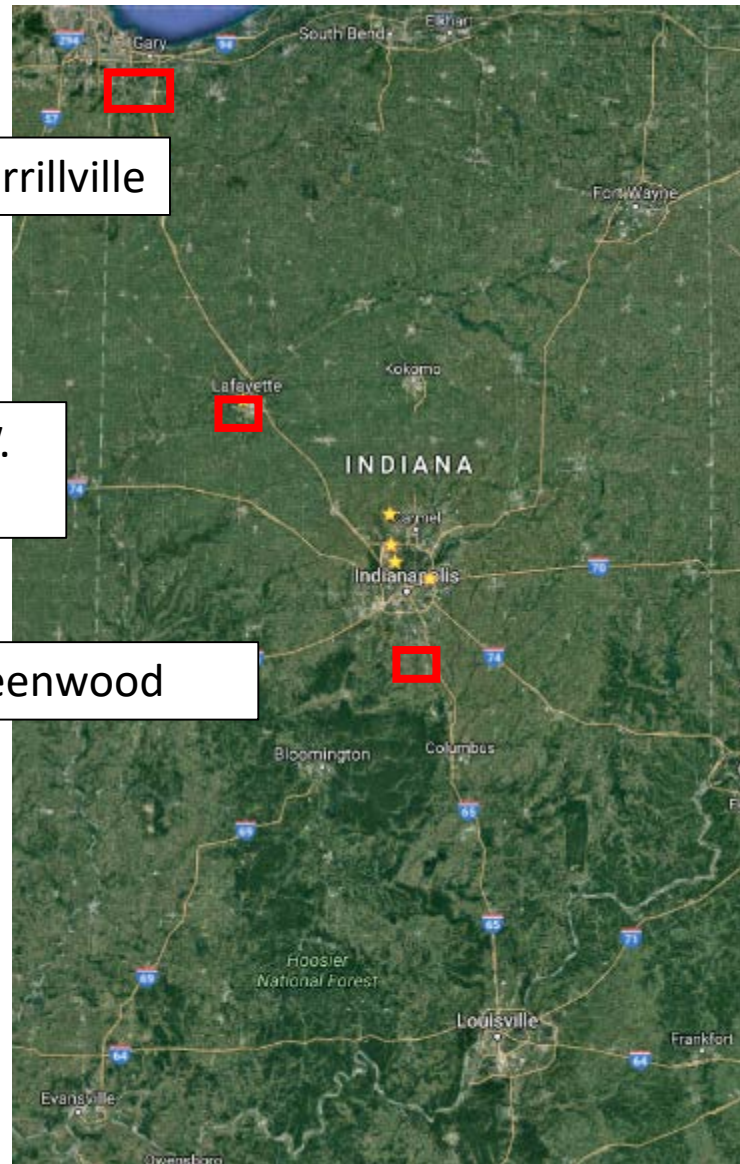 South Bend
Elkhart
Gary
294
94
57
rrillville
Fort Wayne
Lafayette
Kokomo
INDIANA
74
Carmel
Indianapolis
70
eenwood
74
Bloomington
Columbus
65
69
65
71
Hoosier
National Forest
69
Louisville
Frankfort
64
64
Evansville
Owensboro